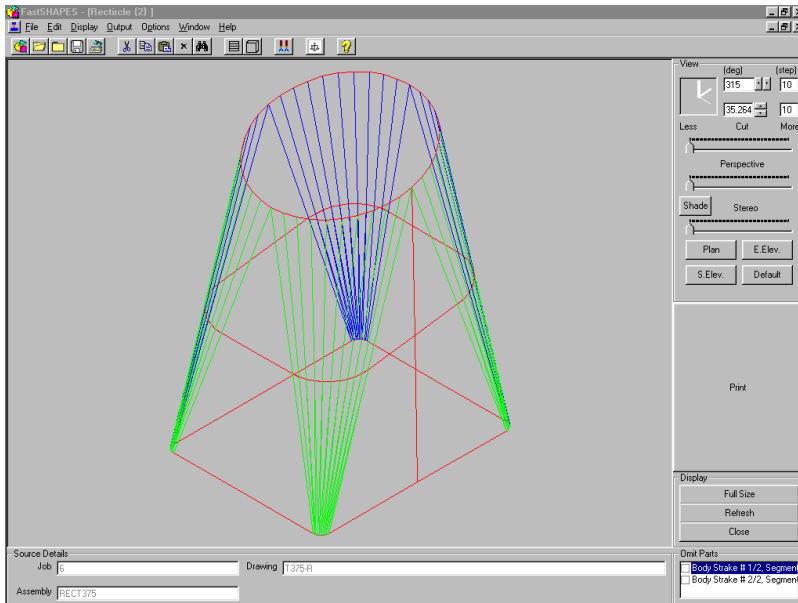 FastSHAPES - [Rectircle {2} ]
File Edit Display Output Options Window Help
View
(deg) (step)
315 10
35.264 10
Less Cut More
Perspective
Shade Stereo
Plan E.Elev.
S.Elev. Default
Print
Display
Full Size
Refresh
Close
Source Details
Job 6 Drawing T375-R
Assembly RECT375
Omit Parts
Body Strake # 1/2, Segment
Body Strake # 2/2, Segment